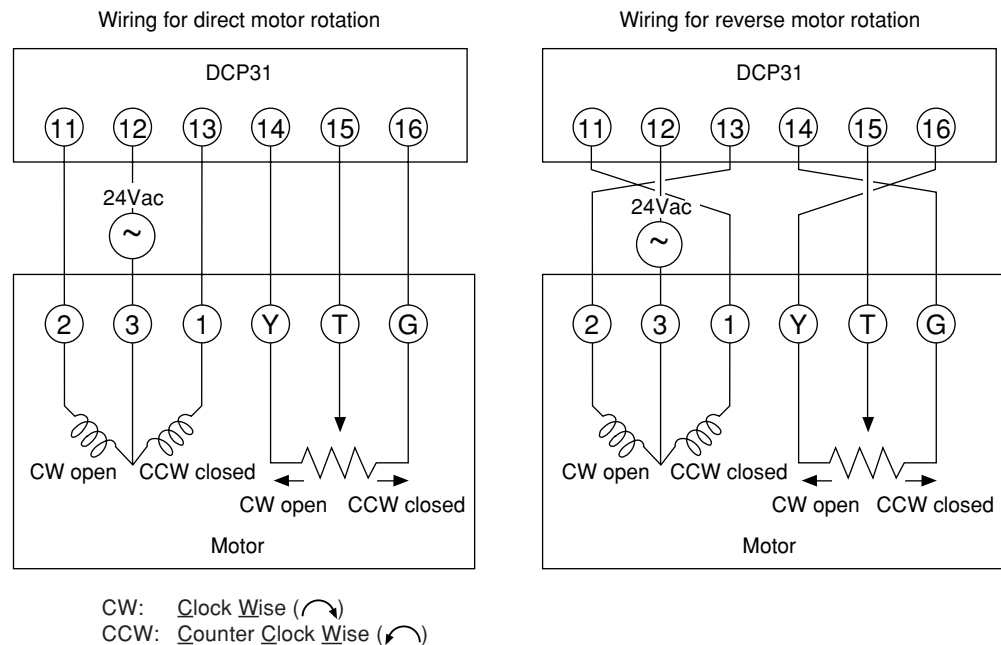 Wiring for direct motor rotation
DCP31
11 12 13 14 15 16
24Vac
~
2 3 1 Y T G
CW open CCW closed
CW open CCW closed
Motor
Wiring for reverse motor rotation
DCP31
11 12 13 14 15 16
24Vac
~
2 3 1 Y T G
CW open CCW closed
CW open CCW closed
Motor
CW: Clock Wise ( )
CCW: Counter Clock Wise ( )